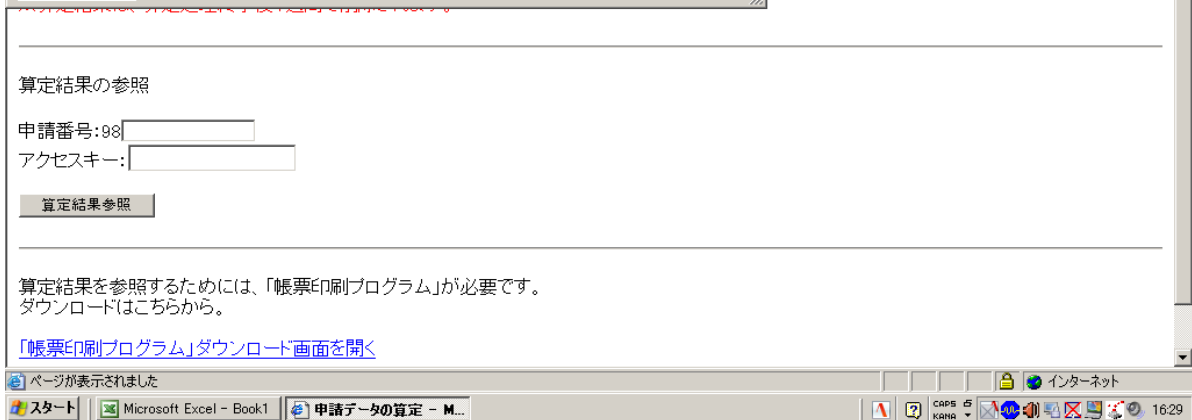 算定結果の参照
申請番号:98
アクセスキー:
算定結果参照
算定結果を参照するためには、「帳票印刷プログラム」が必要です。
ダウンロードはこちらから。
「帳票印刷プログラム」ダウンロード画面を開く
ページが表示されました
インターネット
スタート
Microsoft Excel - Book1
申請データの算定 - M...
A
CAPS
KANA
16:29